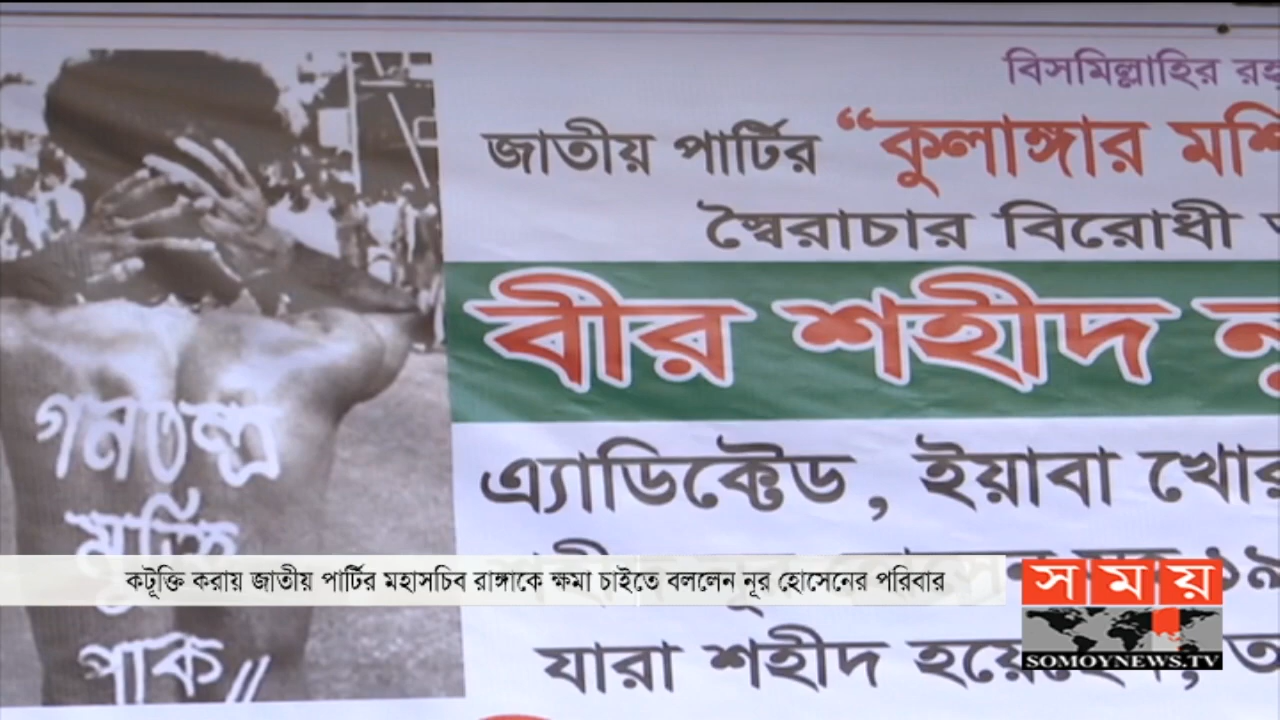 বিসমিল্লাহির
জাতীয় পার্টির “কুলাঙ্গার
স্বৈরাচার বিরোধী
বীর শহীদ
এ্যাডিক্টেড, ইয়াবা
যারা শহীদ
গনতন্ত্র
মুক্তি
পাক//
কটূক্তি করায় জাতীয় পার্টির মহাসচিব রাঙ্গাকে ক্ষমা চাইতে বললেন নূর হোসেনের পরিবার
সময়
SOMOYNEWS.TV